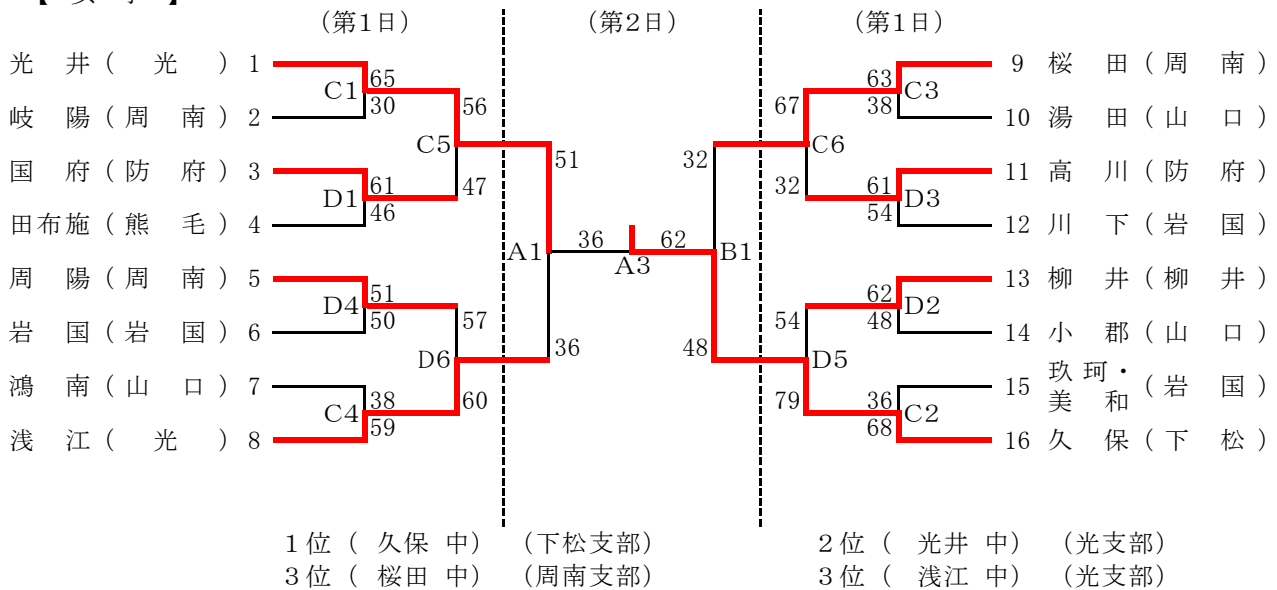 (第1日) (第2日) (第1日)
光 井 ( 光 ) 1
岐 陽 ( 周 南 ) 2
国 府 ( 防 府 ) 3
田布施 ( 熊 毛 ) 4
周 陽 ( 周 南 ) 5
岩 国 ( 岩 国 ) 6
鴻 南 ( 山 口 ) 7
浅 江 ( 光 ) 8
C1 65
30
D1 61
46
D4 51
50
C4 38
59
56
C5
47
57
D6
60
51
A1
36
36 62
A3
32
B1
48
67
C6
32
54
D5
79
63 C3
38
61 D3
54
62 D2
48
36 C2
68
9 桜 田 ( 周 南 )
10 湯 田 ( 山 口 )
11 高 川 ( 防 府 )
12 川 下 ( 岩 国 )
13 柳 井 ( 柳 井 )
14 小 郡 ( 山 口 )
15 玖 珂・
美 和 ( 岩 国 )
16 久 保 ( 下 松 )
1位 ( 久保 中) (下松支部) 2位 ( 光井 中) (光支部)
3位 ( 桜田 中) (周南支部) 3位 ( 浅江 中) (光支部)